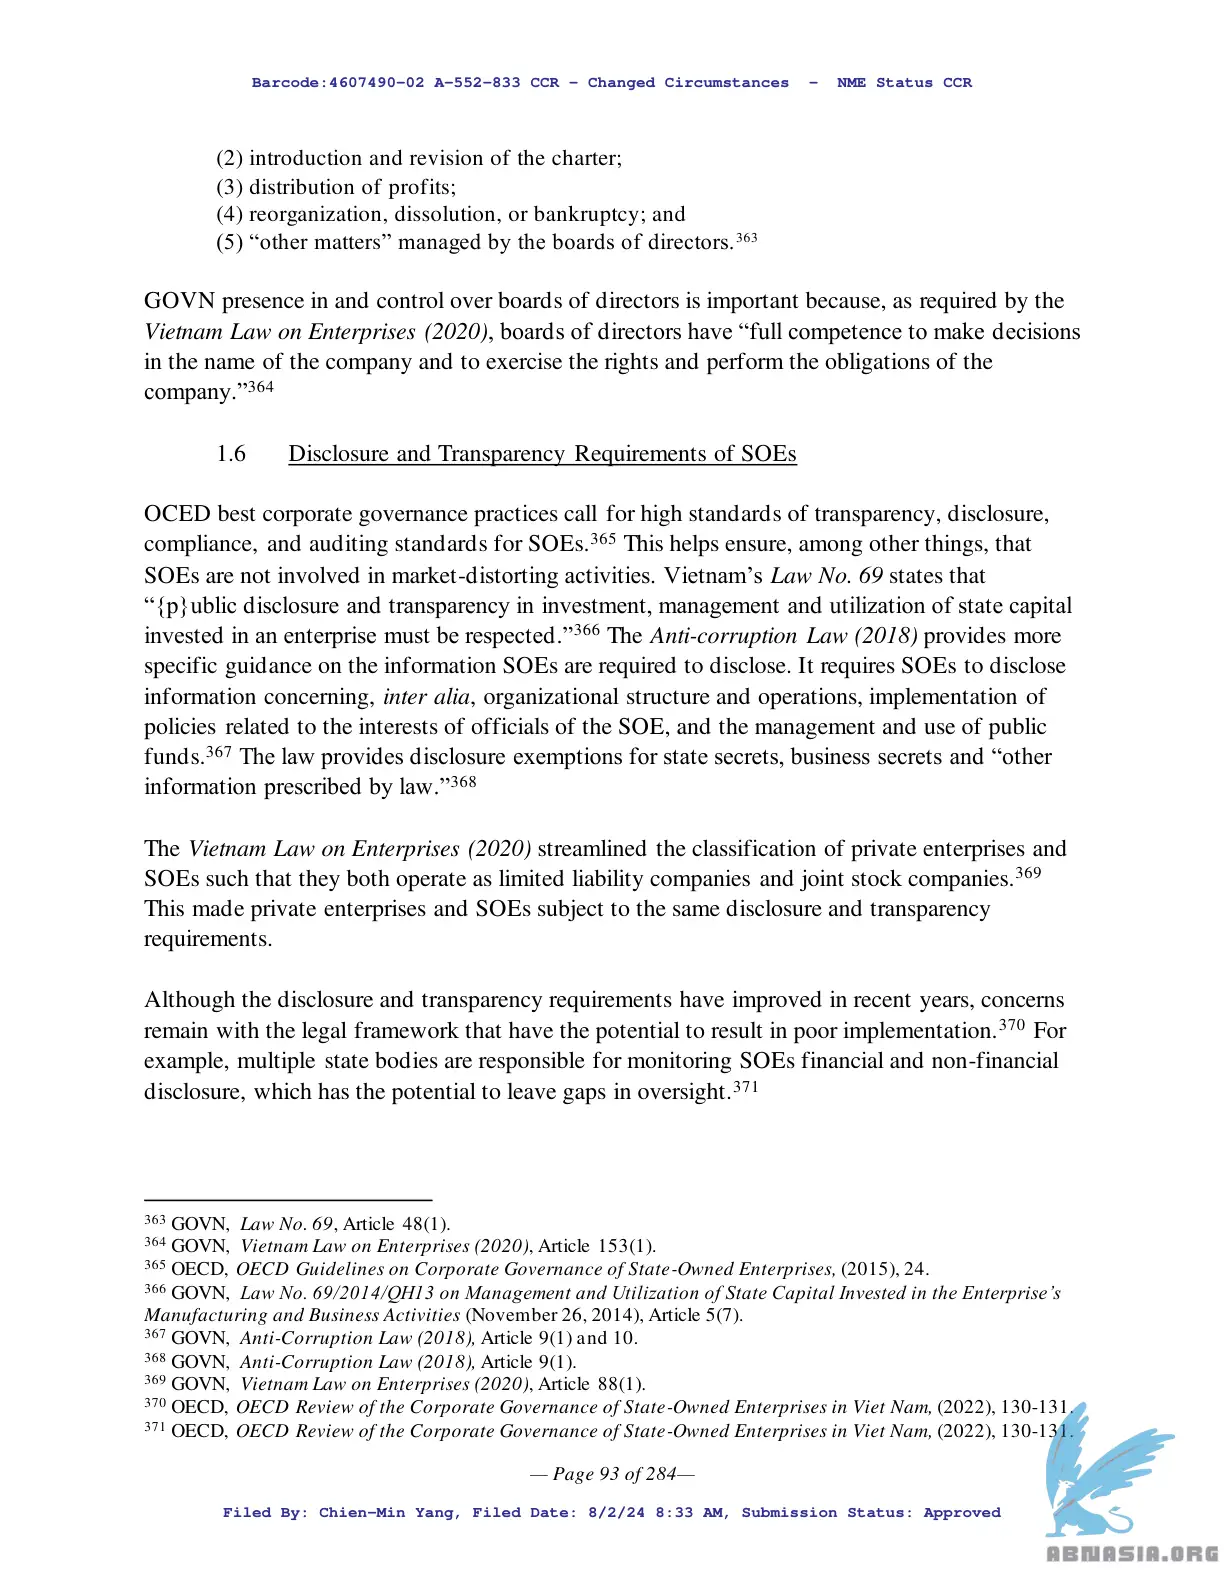 Barcode:4607490-02 A-552-833 CCR - Changed Circumstances - NME Status CCR
(2) introduction and revision of the charter;
(3) distribution of profits;
(4) reorganization, dissolution, or bankruptcy; and
(5) “other matters” managed by the boards of directors.363
GOVN presence in and control over boards of directors is important because, as required by the
Vietnam Law on Enterprises (2020), boards of directors have “full competence to make decisions
in the name of the company and to exercise the rights and perform the obligations of the
company.”364
1.6 Disclosure and Transparency Requirements of SOEs
OCED best corporate governance practices call for high standards of transparency, disclosure,
compliance, and auditing standards for SOEs.365 This helps ensure, among other things, that
SOEs are not involved in market-distorting activities. Vietnam’s Law No. 69 states that
“{p}ublic disclosure and transparency in investment, management and utilization of state capital
invested in an enterprise must be respected.”366 The Anti-corruption Law (2018) provides more
specific guidance on the information SOEs are required to disclose. It requires SOEs to disclose
information concerning, inter alia, organizational structure and operations, implementation of
policies related to the interests of officials of the SOE, and the management and use of public
funds.367 The law provides disclosure exemptions for state secrets, business secrets and “other
information prescribed by law.”368
The Vietnam Law on Enterprises (2020) streamlined the classification of private enterprises and
SOEs such that they both operate as limited liability companies and joint stock companies.369
This made private enterprises and SOEs subject to the same disclosure and transparency
requirements.
Although the disclosure and transparency requirements have improved in recent years, concerns
remain with the legal framework that have the potential to result in poor implementation.370 For
example, multiple state bodies are responsible for monitoring SOEs financial and non-financial
disclosure, which has the potential to leave gaps in oversight.371
363 GOVN, Law No. 69, Article 48(1).
364 GOVN, Vietnam Law on Enterprises (2020), Article 153(1).
365 OECD, OECD Guidelines on Corporate Governance of State-Owned Enterprises, (2015), 24.
366 GOVN, Law No. 69/2014/QH13 on Management and Utilization of State Capital Invested in the Enterprise’s
Manufacturing and Business Activities (November 26, 2014), Article 5(7).
367 GOVN, Anti-Corruption Law (2018), Article 9(1) and 10.
368 GOVN, Anti-Corruption Law (2018), Article 9(1).
369 GOVN, Vietnam Law on Enterprises (2020), Article 88(1).
370 OECD, OECD Review of the Corporate Governance of State-Owned Enterprises in Viet Nam, (2022), 130-131.
371 OECD, OECD Review of the Corporate Governance of State-Owned Enterprises in Viet Nam, (2022), 130-131.
— Page 93 of 284—
Filed By: Chien-Min Yang, Filed Date: 8/2/24 8:33 AM, Submission Status: Approved
ABNASIA.ORG